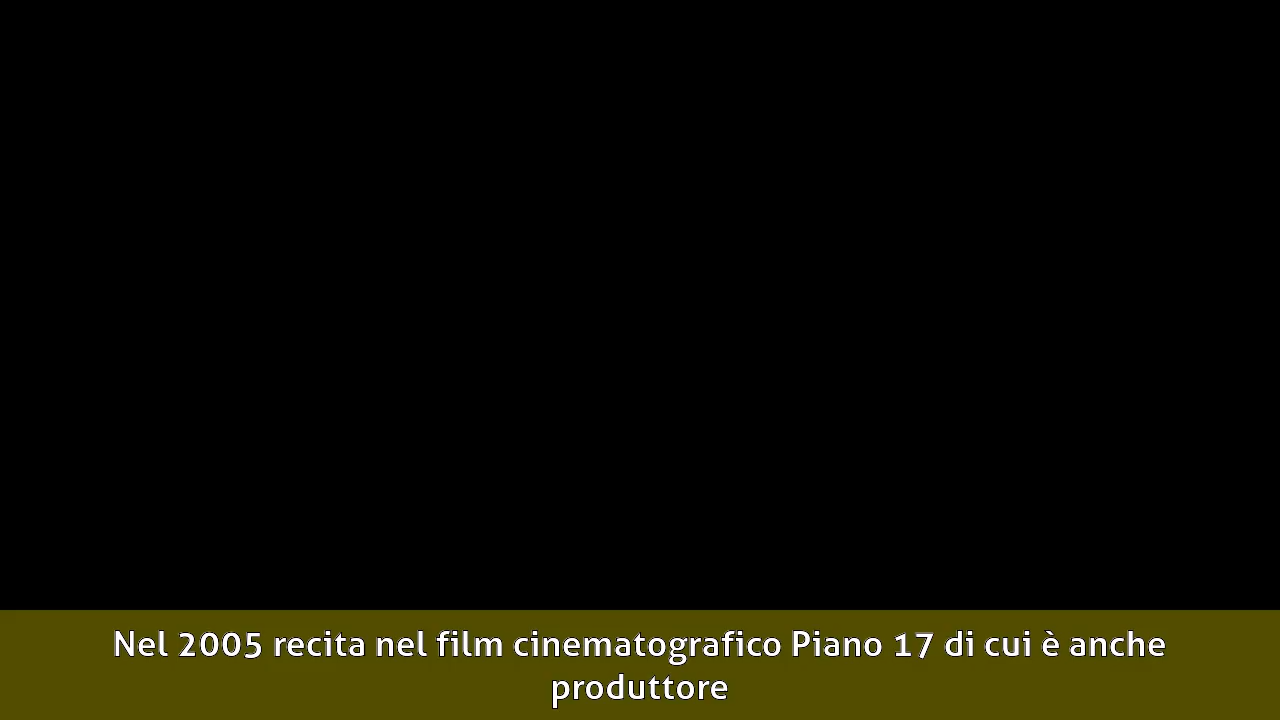 Nel 2005 recita nel film cinematografico Piano 17 di cui è anche
produttore